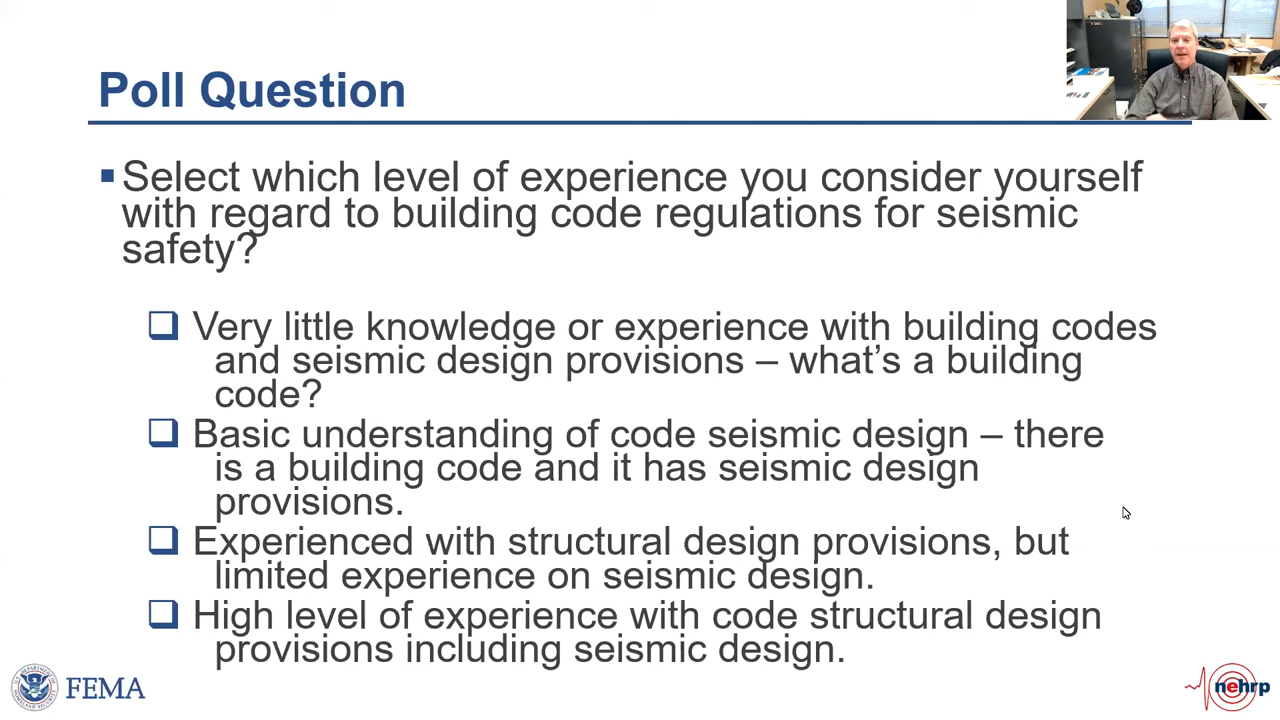 Poll Question
Select which level of experience you consider yourself
with regard to building code regulations for seismic
safety?
Very little knowledge or experience with building codes
and seismic design provisions – what's a building
code?
Basic understanding of code seismic design – there
is a building code and it has seismic design
provisions.
Experienced with structural design provisions, but
limited experience on seismic design.
High level of experience with code structural design
provisions including seismic design.
FEMA
nehrp